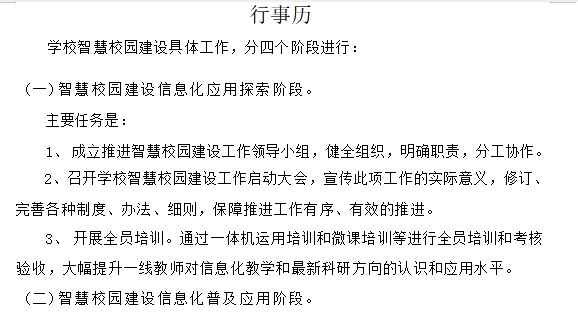 行事历
学校智慧校园建设具体工作，分四个阶段进行：
(一)智慧校园建设信息化应用探索阶段。
主要任务是：
1、 成立推进智慧校园建设工作领导小组，健全组织，明确职责，分工协作。
2、召开学校智慧校园建设工作启动大会，宣传此项工作的实际意义，修订、
完善各种制度、办法、细则，保障推进工作有序、有效的推进。
3、 开展全员培训。通过一体机运用培训和微课培训等进行全员培训和考核
验收，大幅提升一线教师对信息化教学和最新科研方向的认识和应用水平。
(二)智慧校园建设信息化普及应用阶段。